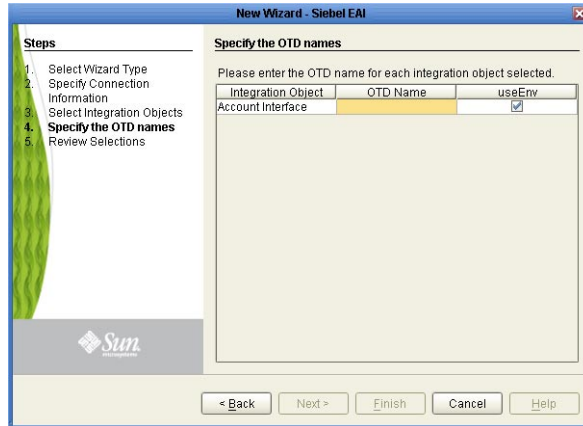 New Wizard - Siebel EAI
Steps
1. Select Wizard Type
2. Specify Connection
Information
3. Select Integration Objects
4. Specify the OTD names
5. Review Selections
Specify the OTD names
Please enter the OTD name for each integration object selected.
Integration Object OTD Name useEnv
Account Interface
Sun
microsystems
< Back Next > Finish Cancel Help